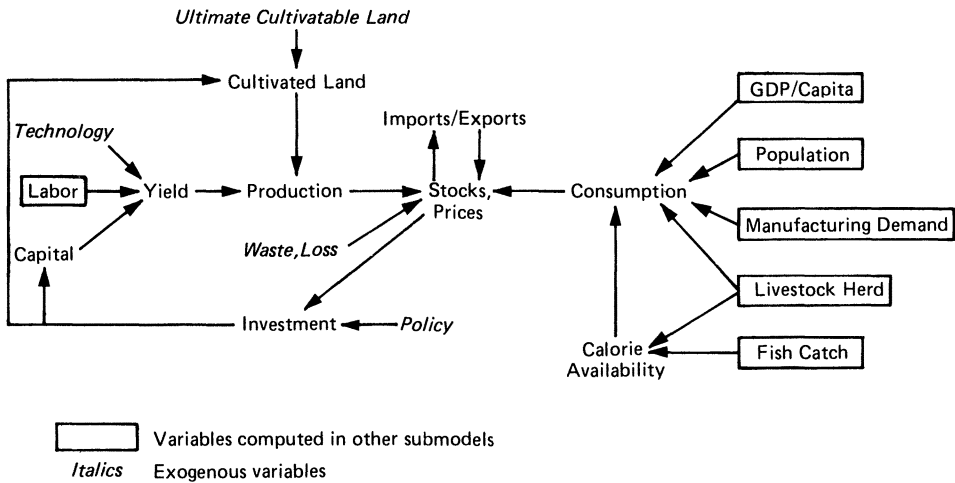 Ultimate Cultivatable Land
Cultivated Land
GDP/Capita
Imports/Exports
Technology
Population
Labor
Yield
Production
Stocks,
Prices
Consumption
Manufacturing Demand
Waste, Loss
Capital
Livestock Herd
Investment
Policy
Calorie
Availability
Fish Catch
Variables computed in other submodels
Italics Exogenous variables